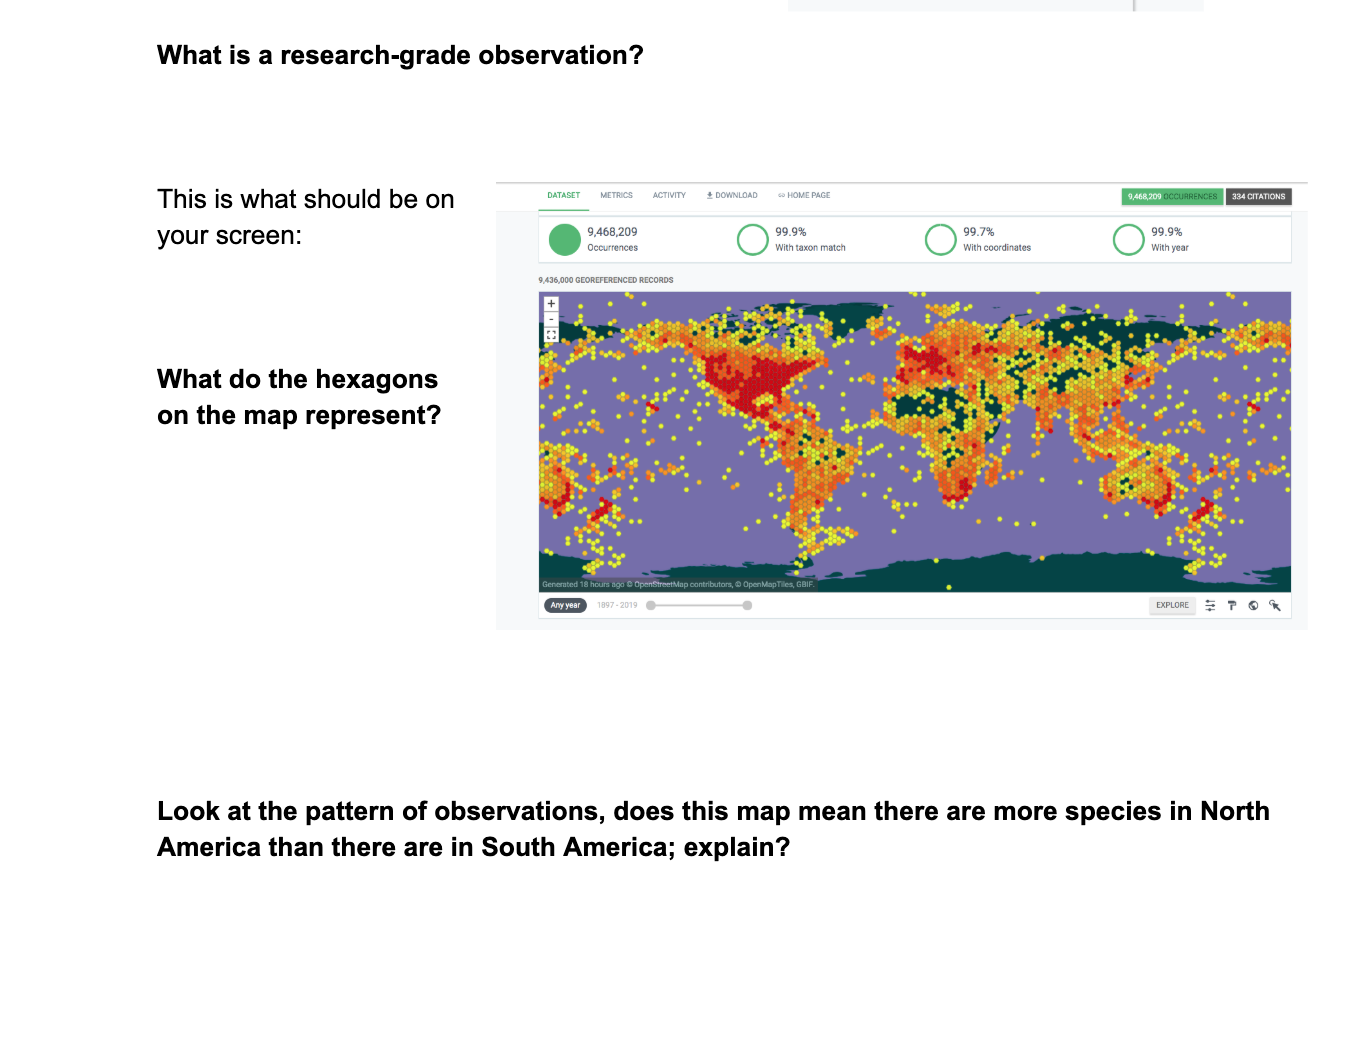 What is a research-grade observation?
This is what should be on
your screen:
DATASET METRICS ACTIVITY DOWNLOAD HOME PAGE 9,468,209 OCCURRENCES 334 CITATIONS
9,468,209
Occurrences
99.9%
With taxon match
99.7%
With coordinates
99.9%
With year
9,436,000 GEOREFERENCED RECORDS
+
-
What do the hexagons
on the map represent?
Generated 18 hours ago © OpenStreetMap contributors, © OpenMapTiles, GBIF.
Any year 1897 - 2019 EXPLORE
Look at the pattern of observations, does this map mean there are more species in North
America than there are in South America; explain?